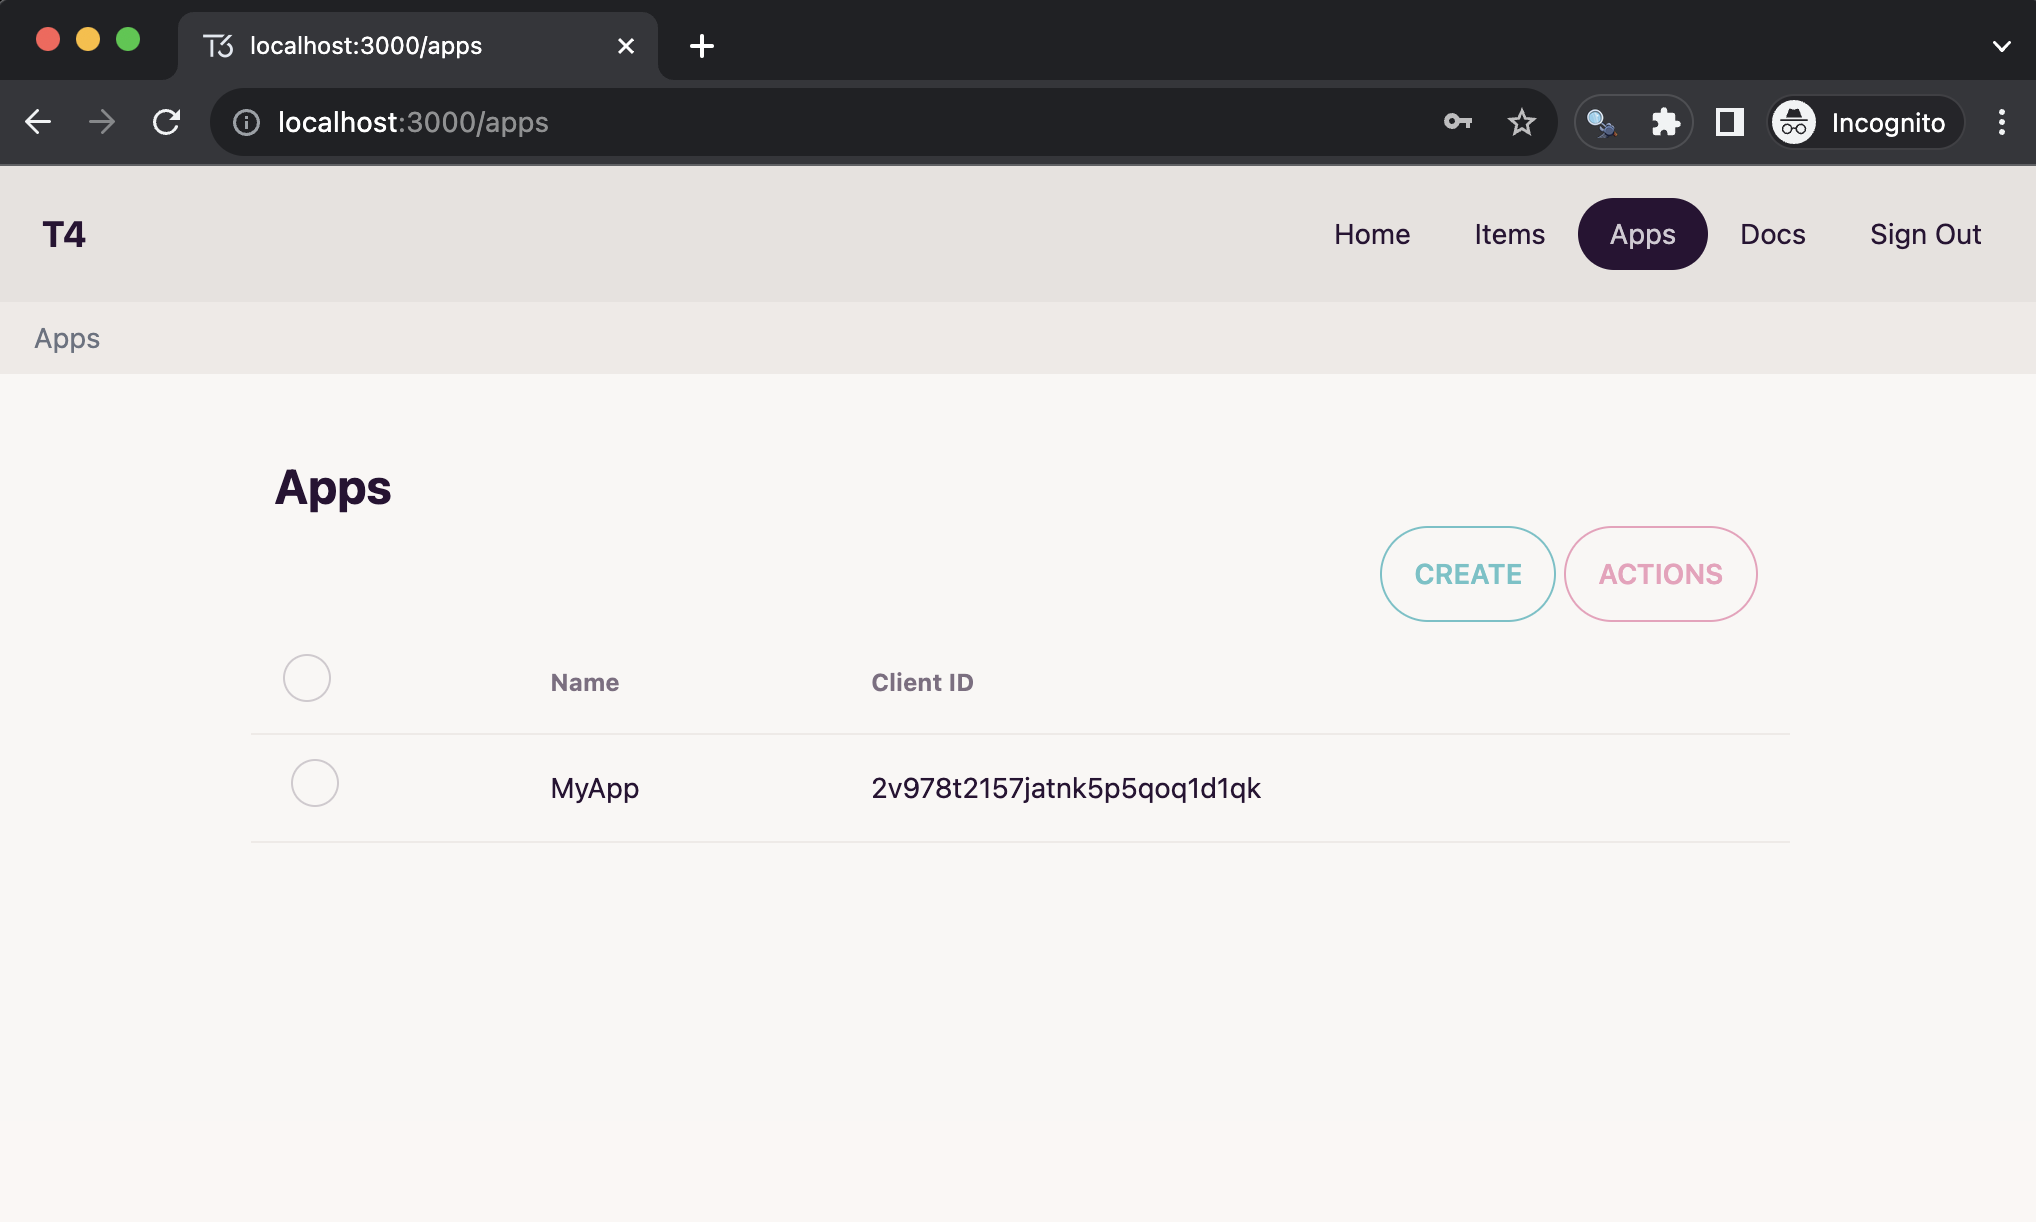 localhost:3000/apps
localhost:3000/apps
Incognito
T4
Home Items Apps Docs Sign Out
Apps
Apps
CREATE ACTIONS
Name Client ID
MyApp 2v978t2157jatnk5p5qoq1d1qk